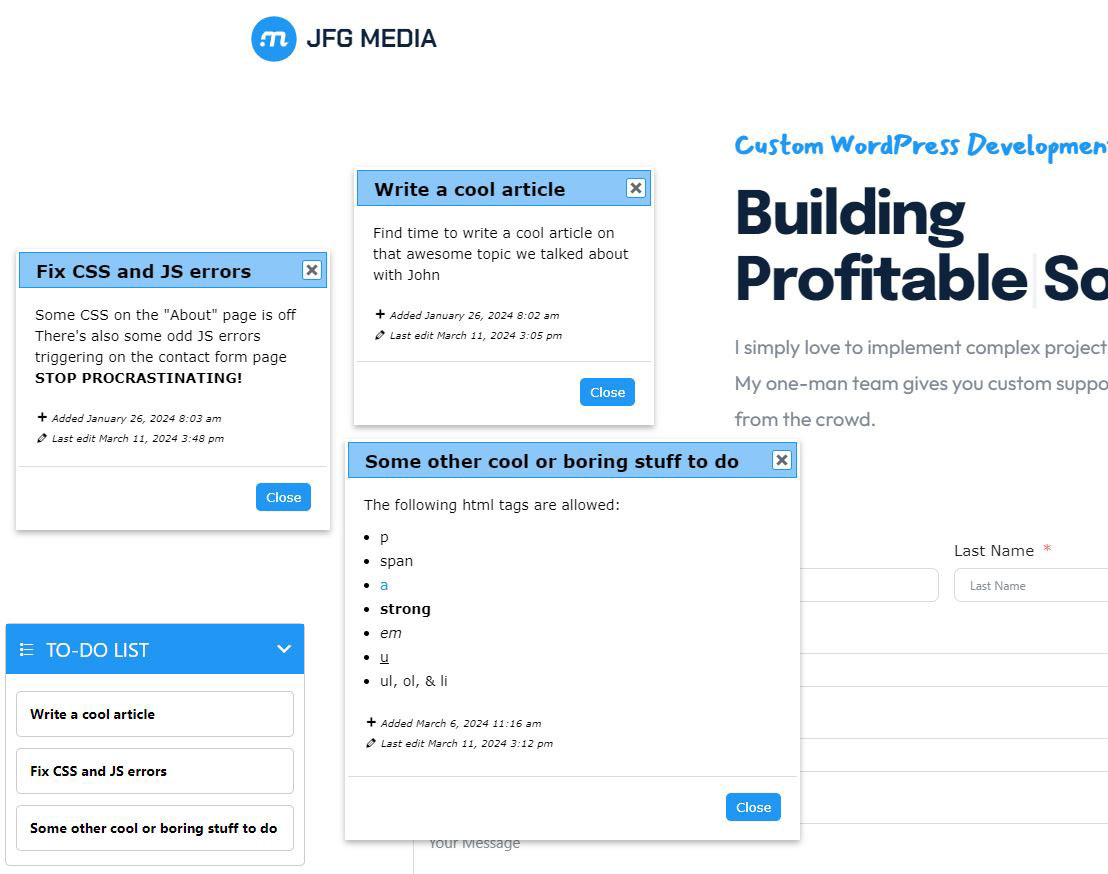 JFG MEDIA
Custom WordPress Developmen
Building
Profitable So
I simply love to implement complex project
My one-man team gives you custom suppo
from the crowd.
Write a cool article
Find time to write a cool article on
that awesome topic we talked about
with John
Added January 26, 2024 8:02 am
Last edit March 11, 2024 3:05 pm
Close
Fix CSS and JS errors
Some CSS on the "About" page is off
There's also some odd JS errors
triggering on the contact form page
STOP PROCRASTINATING!
Added January 26, 2024 8:03 am
Last edit March 11, 2024 3:48 pm
Close
Some other cool or boring stuff to do
The following html tags are allowed:
• p
• span
• a
• strong
• em
• u
• ul, ol, & li
Added March 6, 2024 11:16 am
Last edit March 11, 2024 3:12 pm
Close
Last Name *
Last Name
Your Message
TO-DO LIST
Write a cool article
Fix CSS and JS errors
Some other cool or boring stuff to do